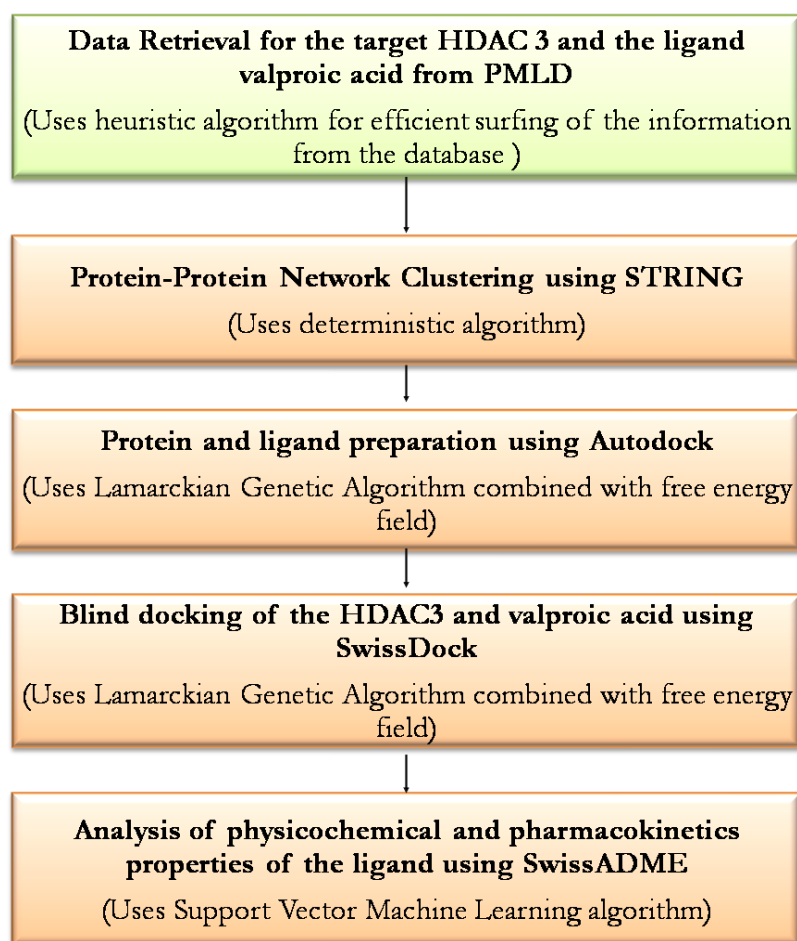 Data Retrieval for the target HDAC 3 and the ligand
valproic acid from PMLD
(Uses heuristic algorithm for efficient surfing of the information
from the database )
Protein-Protein Network Clustering using STRING
(Uses deterministic algorithm)
Protein and ligand preparation using Autodock
(Uses Lamarckian Genetic Algorithm combined with free energy
field)
Blind docking of the HDAC3 and valproic acid using
SwissDock
(Uses Lamarckian Genetic Algorithm combined with free energy
field)
Analysis of physicochemical and pharmacokinetics
properties of the ligand using SwissADME
(Uses Support Vector Machine Learning algorithm)